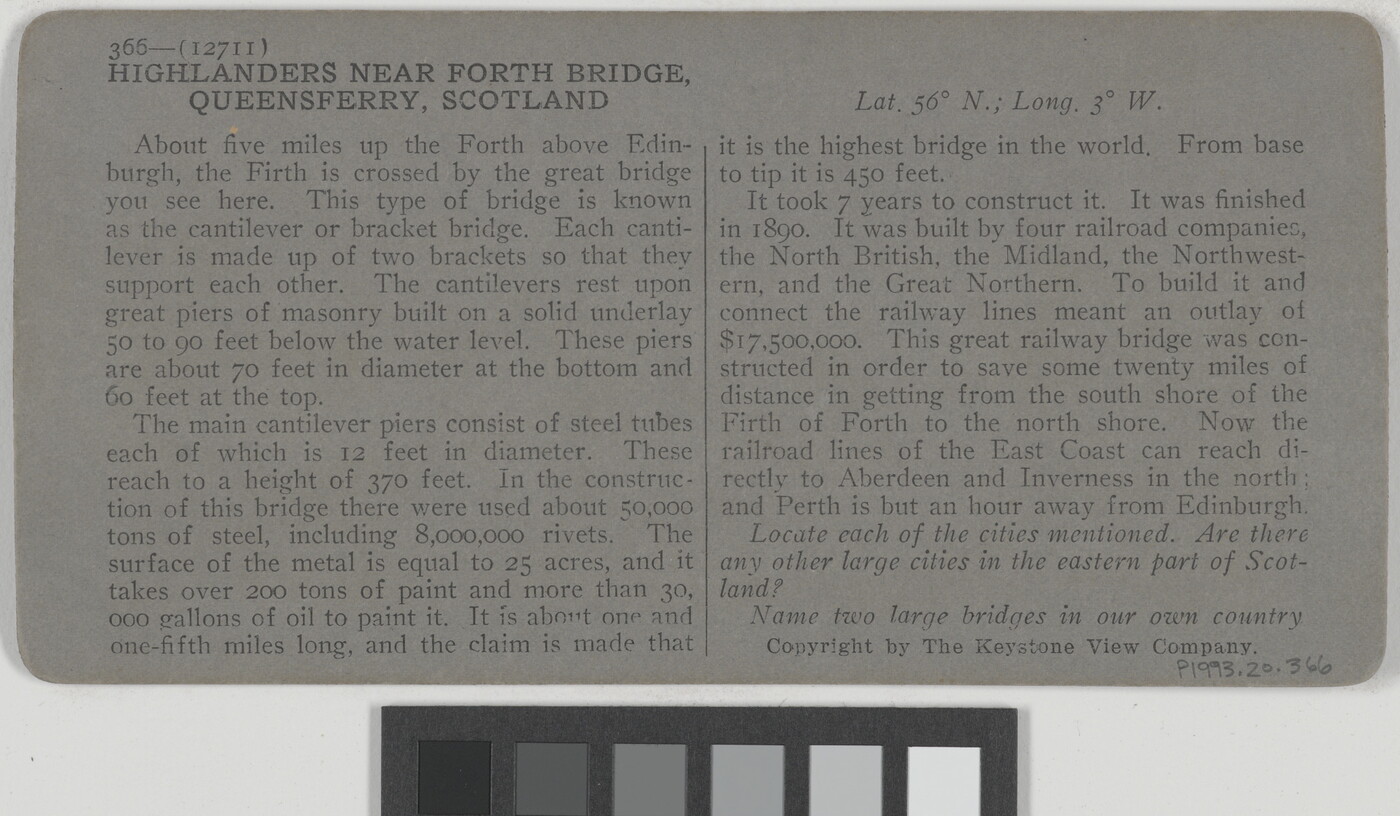 366—(12711)
HIGHLANDERS NEAR FORTH BRIDGE,
QUEENSFERRY, SCOTLAND
Lat. 56° N.; Long. 3° W.
About five miles up the Forth above Edin-
burgh, the Firth is crossed by the great bridge
you see here. This type of bridge is known
as the cantilever or bracket bridge. Each canti-
lever is made up of two brackets so that they
support each other. The cantilevers rest upon
great piers of masonry built on a solid underlay
50 to 90 feet below the water level. These piers
are about 70 feet in diameter at the bottom and
60 feet at the top.
The main cantilever piers consist of steel tubes
each of which is 12 feet in diameter. These
reach to a height of 370 feet. In the construc-
tion of this bridge there were used about 50,000
tons of steel, including 8,000,000 rivets. The
surface of the metal is equal to 25 acres, and it
takes over 200 tons of paint and more than 30,
000 gallons of oil to paint it. It is about one and
one-fifth miles long, and the claim is made that
it is the highest bridge in the world. From base
to tip it is 450 feet.
It took 7 years to construct it. It was finished
in 1890. It was built by four railroad companies,
the North British, the Midland, the Northwest-
ern, and the Great Northern. To build it and
connect the railway lines meant an outlay of
$17,500,000. This great railway bridge was con-
structed in order to save some twenty miles of
distance in getting from the south shore of the
Firth of Forth to the north shore. Now the
railroad lines of the East Coast can reach di-
rectly to Aberdeen and Inverness in the north;
and Perth is but an hour away from Edinburgh.
Locate each of the cities mentioned. Are there
any other large cities in the eastern part of Scot-
land?
Name two large bridges in our own country
Copyright by The Keystone View Company.
P1993.20.366